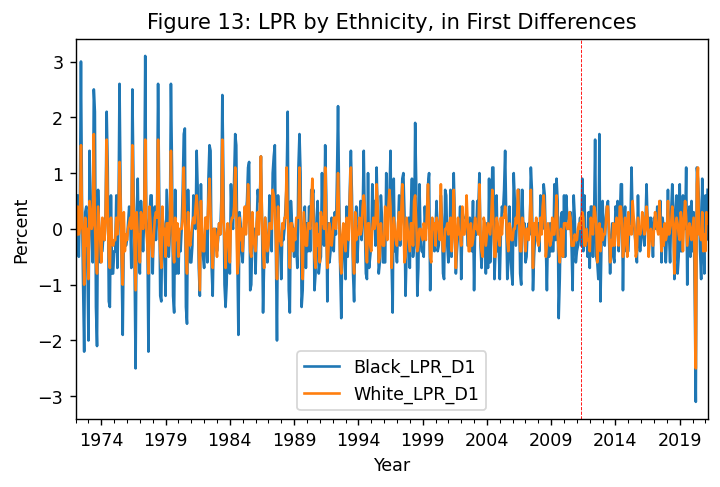 Figure 13: LPR by Ethnicity, in First Differences
Percent
3
2
1
0
−1
−2
−3
Black_LPR_D1
White_LPR_D1
1974 1979 1984 1989 1994 1999 2004 2009 2014 2019
Year